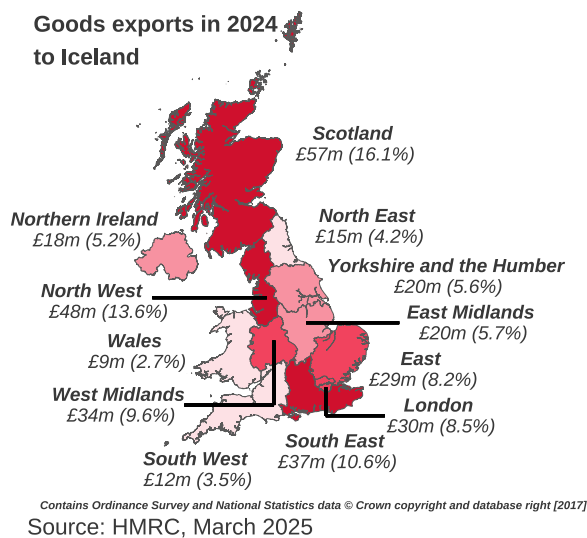 Goods exports in 2024
to Iceland
Scotland
£57m (16.1%)
Northern Ireland
£18m (5.2%)
North East
£15m (4.2%)
Yorkshire and the Humber
£20m (5.6%)
North West
£48m (13.6%)
East Midlands
£20m (5.7%)
Wales
£9m (2.7%)
East
£29m (8.2%)
West Midlands
£34m (9.6%)
London
£30m (8.5%)
South East
£37m (10.6%)
South West
£12m (3.5%)
Contains Ordinance Survey and National Statistics data © Crown copyright and database right [2017]
Source: HMRC, March 2025